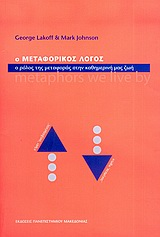 George Lakoff & Mark Johnson
ο ΜΕΤΑΦΟΡΙΚΟΣ ΛΟΓΟΣ
ο ρόλος της μεταφοράς στην καθημερινή μας ζωή
metaphors we live by
ΕΚΔΟΣΕΙΣ ΠΑΝΕΠΙΣΤΗΜΙΟΥ ΜΑΚΕΔΟΝΙΑΣ